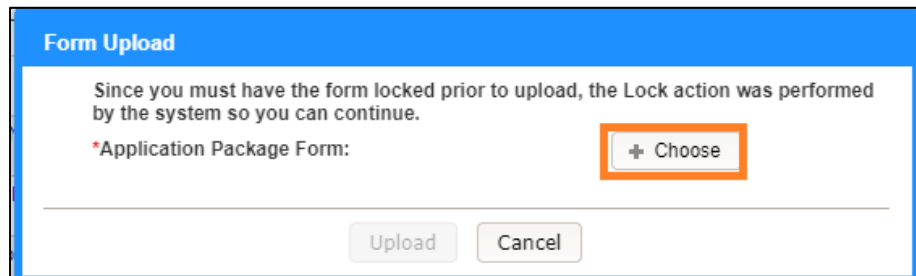 Form Upload
Since you must have the form locked prior to upload, the Lock action was performed
by the system so you can continue.
*Application Package Form:
+ Choose
Upload
Cancel